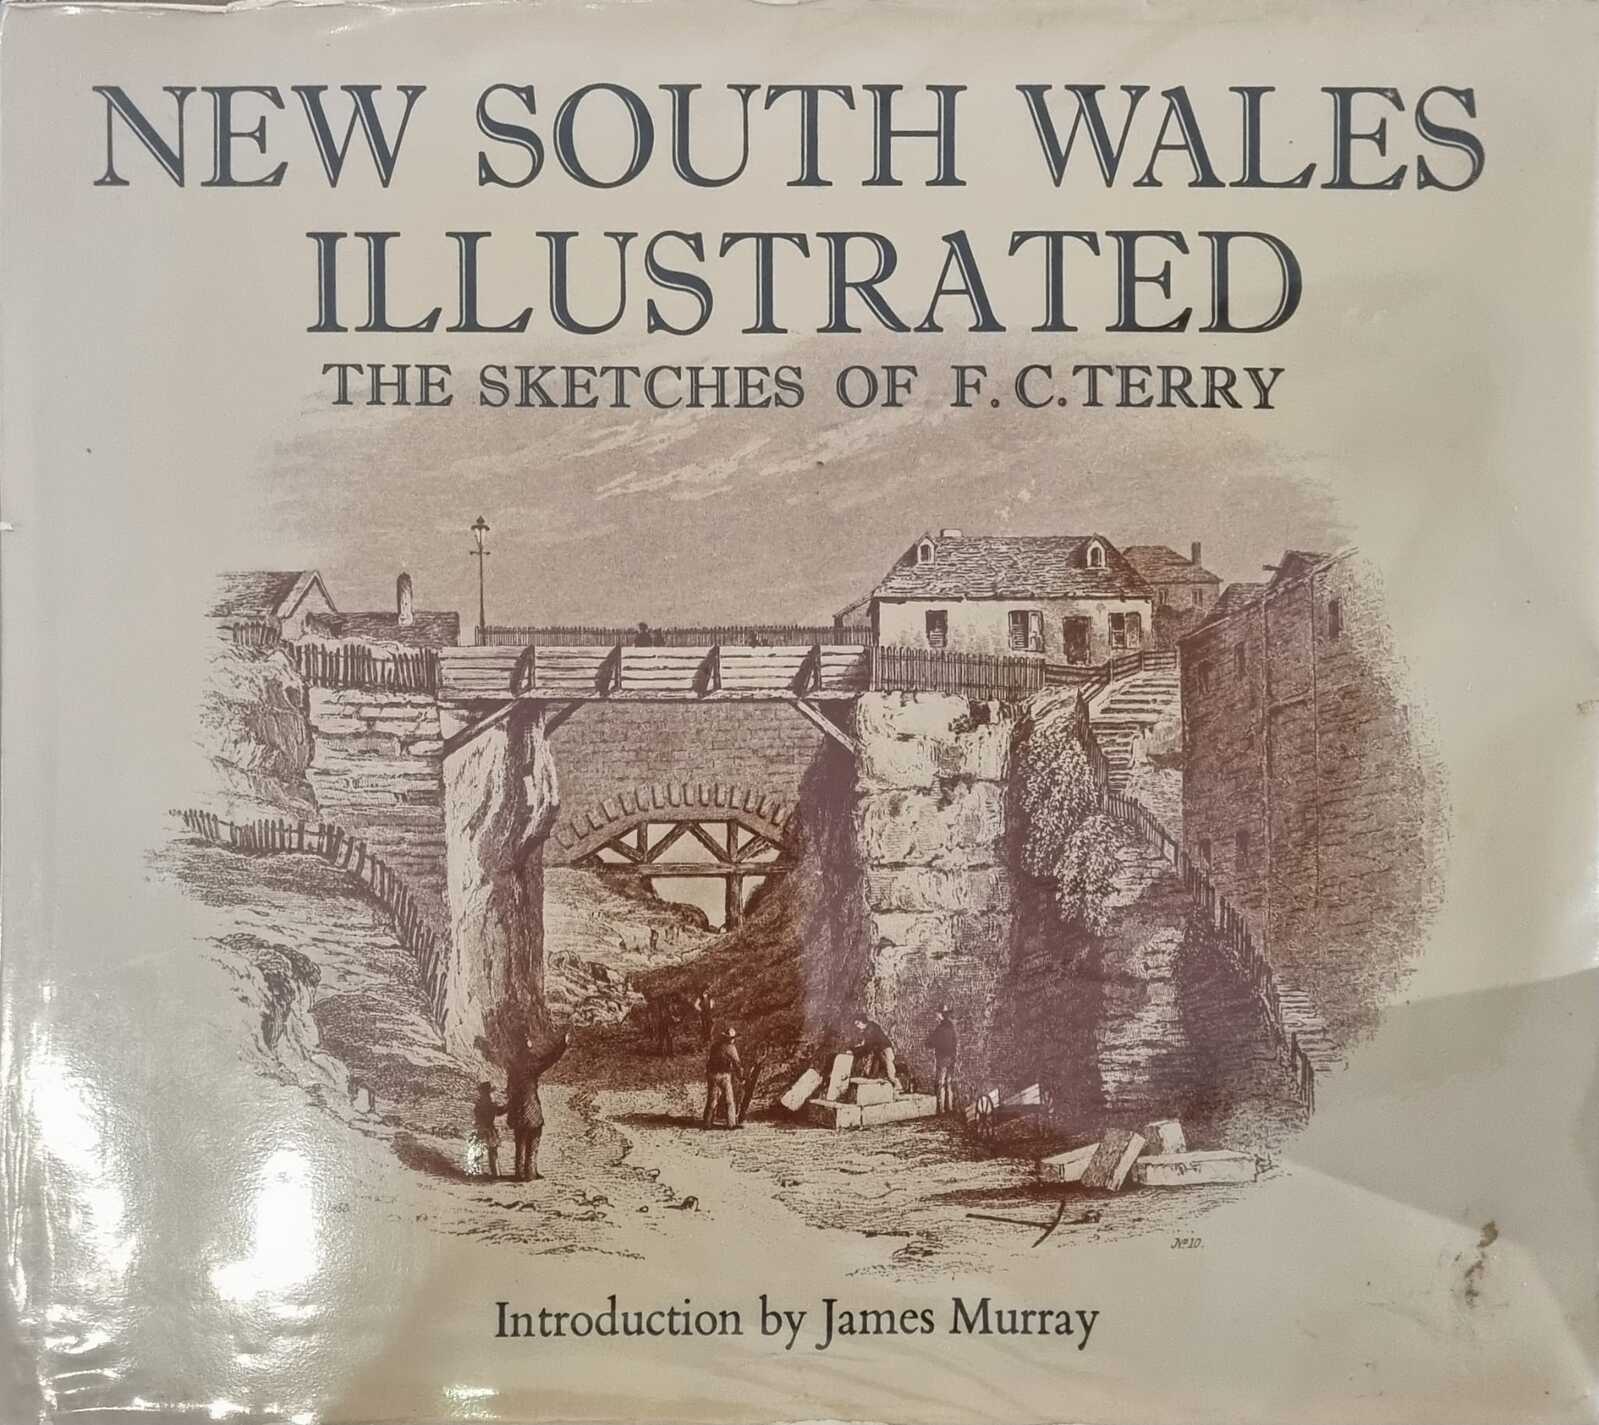 NEW SOUTH WALES
ILLUSTRATED
THE SKETCHES OF F.C. TERRY
Nº 10.
Introduction by James Murray